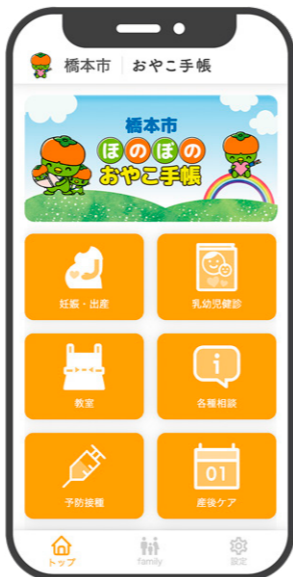 橋本市 おやこ手帳
橋本市
ほのぼの
おやこ手帳
妊娠・出産
乳幼児健診
教室
各種相談
予防接種
01
産後ケア
トップ
family
設定